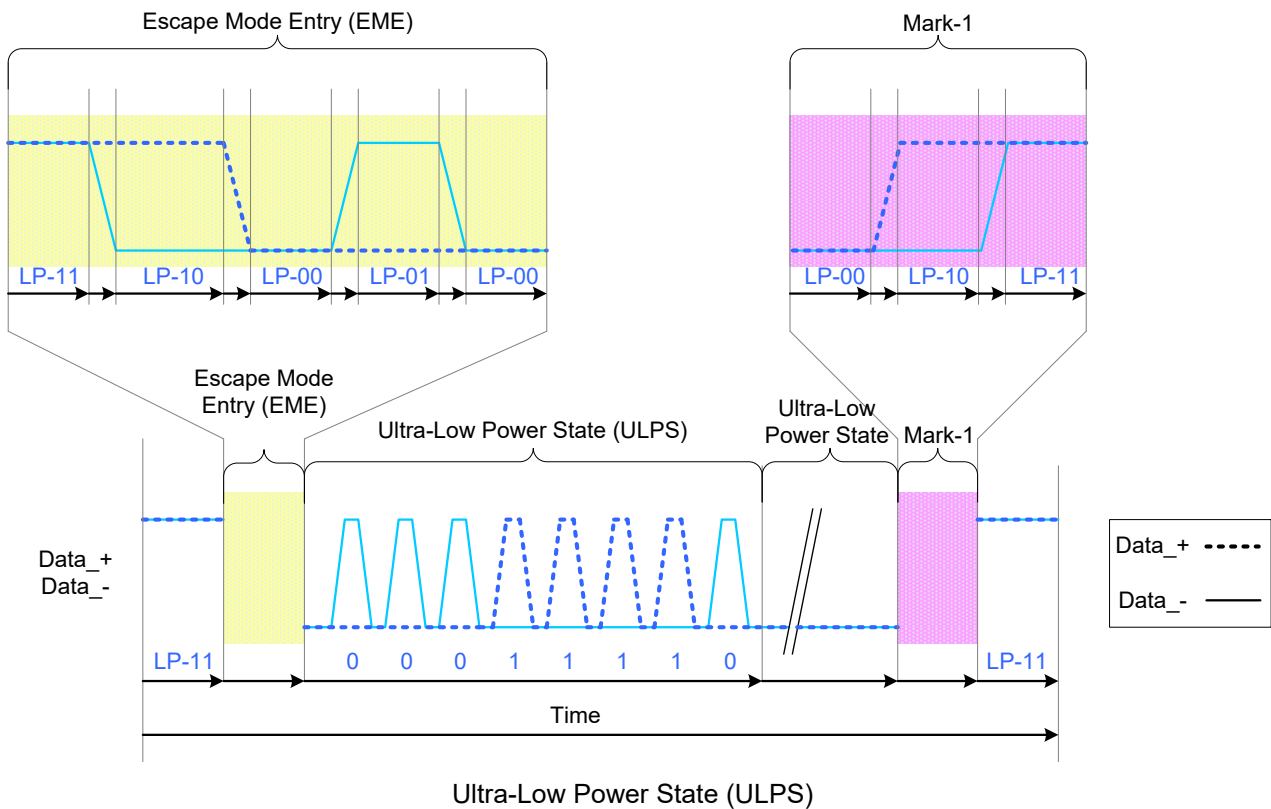 Escape Mode Entry (EME)
Mark-1
LP-11 LP-10 LP-00 LP-01 LP-00
LP-00 LP-10 LP-11
Escape Mode
Entry (EME)
Ultra-Low Power State (ULPS)
Ultra-Low
Power State
Mark-1
Data_+
Data_-
LP-11
0 0 0 1 1 1 1 0
LP-11
Time
Data_+
Data_-
Ultra-Low Power State (ULPS)